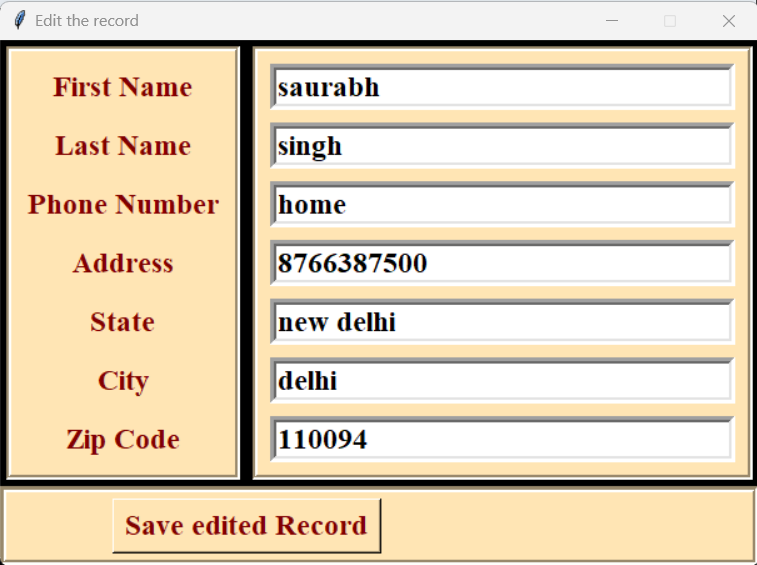 Edit the record
First Name saurabh
Last Name singh
Phone Number home
Address 8766387500
State new delhi
City delhi
Zip Code 110094
Save edited Record